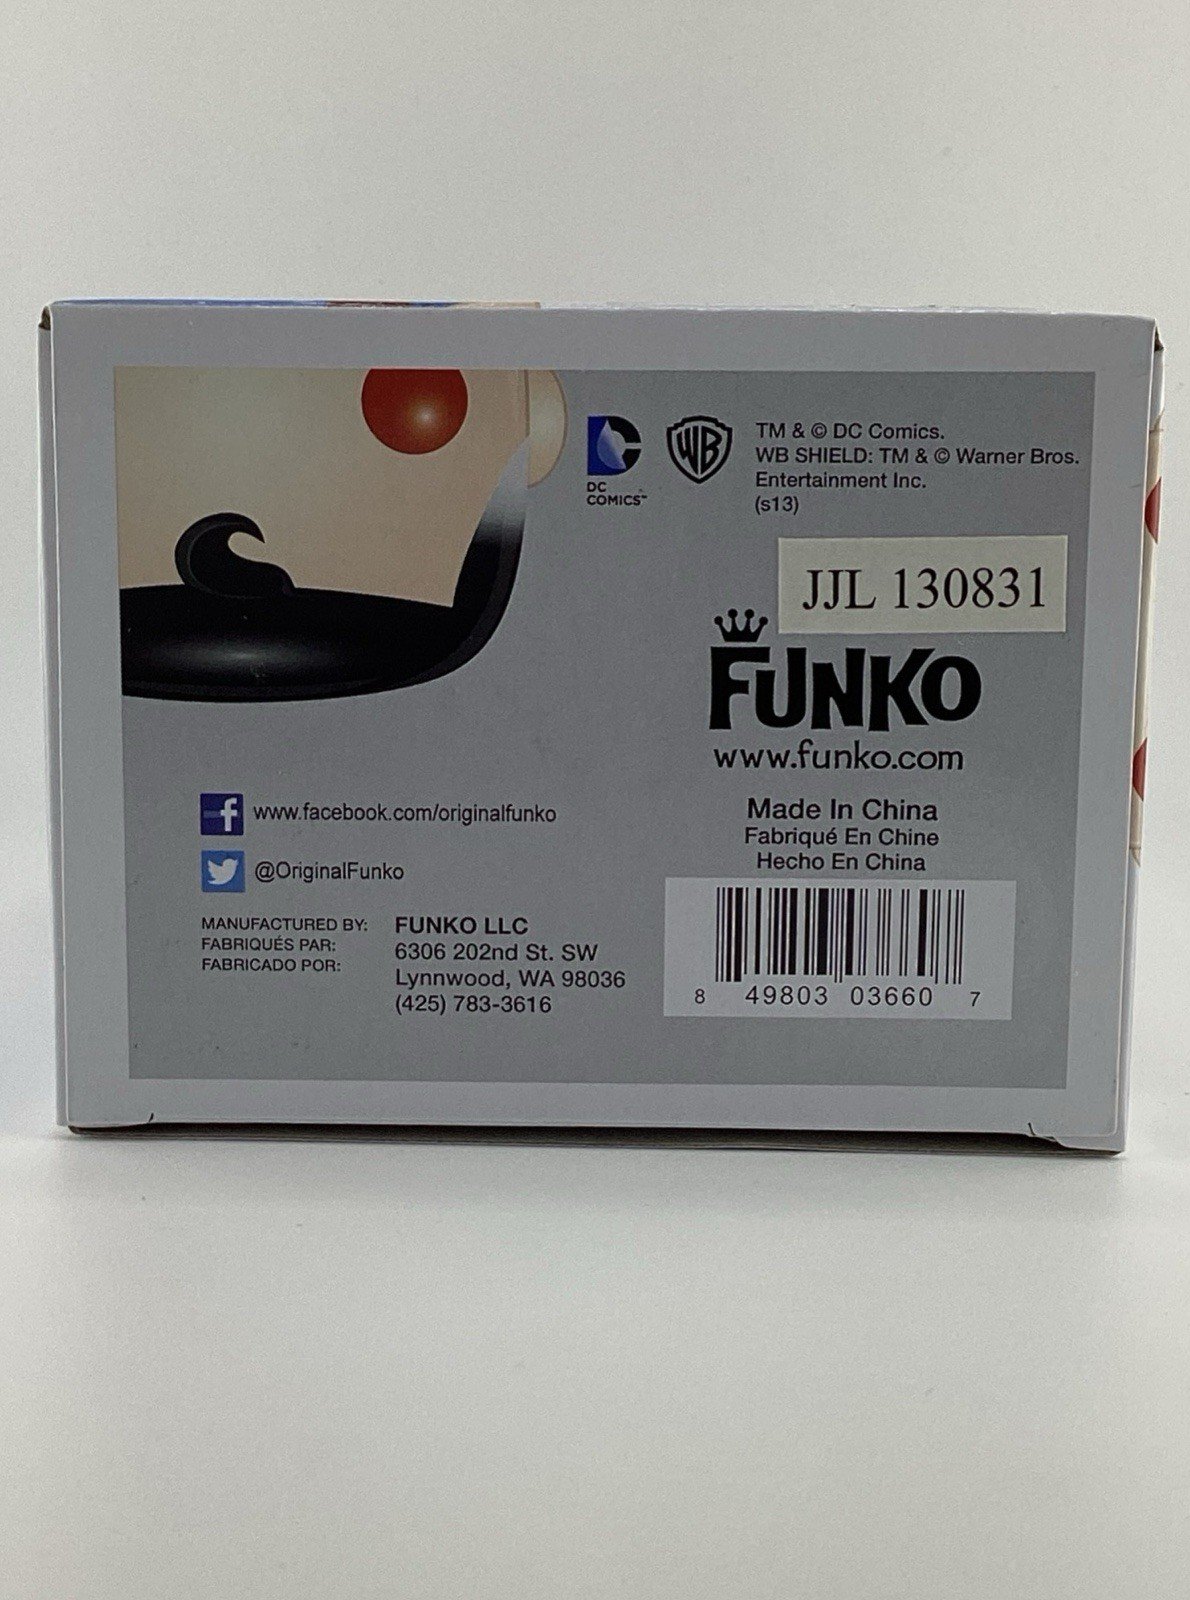 DC
COMICS™
WB
TM & © DC Comics.
WB SHIELD: TM & © Warner Bros.
Entertainment Inc.
(s13)
JJL 130831
FUNKO
www.funko.com
Made In China
Fabriqué En Chine
Hecho En China
f www.facebook.com/originalfunko
@OriginalFunko
MANUFACTURED BY:
FABRIQUÉS PAR:
FABRICADO POR:
FUNKO LLC
6306 202nd St. SW
Lynnwood, WA 98036
(425) 783-3616
8 49803 03660 7